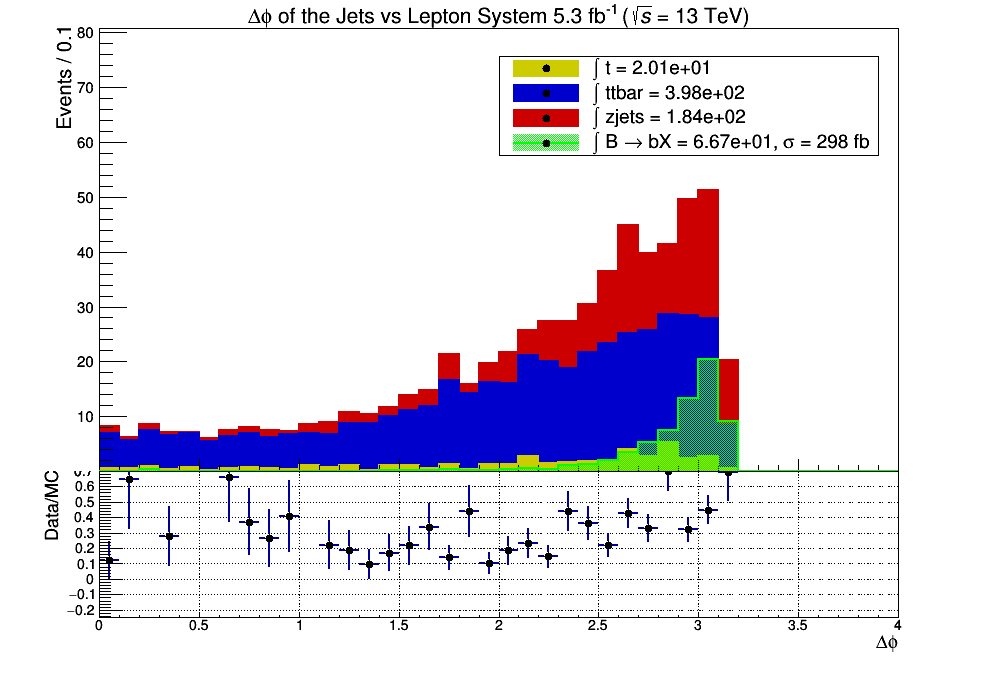 Δϕ of the Jets vs Lepton System 5.3 fb⁻¹ (√s = 13 TeV)
Events / 0.1
80
70
60
50
40
30
20
10
∫ t = 2.01e+01
∫ ttbar = 3.98e+02
∫ zjets = 1.84e+02
∫ B → bX = 6.67e+01, σ = 298 fb
Data/MC
0.7
0.6
0.5
0.4
0.3
0.2
0.1
0
−0.1
−0.2
0 0.5 1 1.5 2 2.5 3 3.5 4
Δϕ